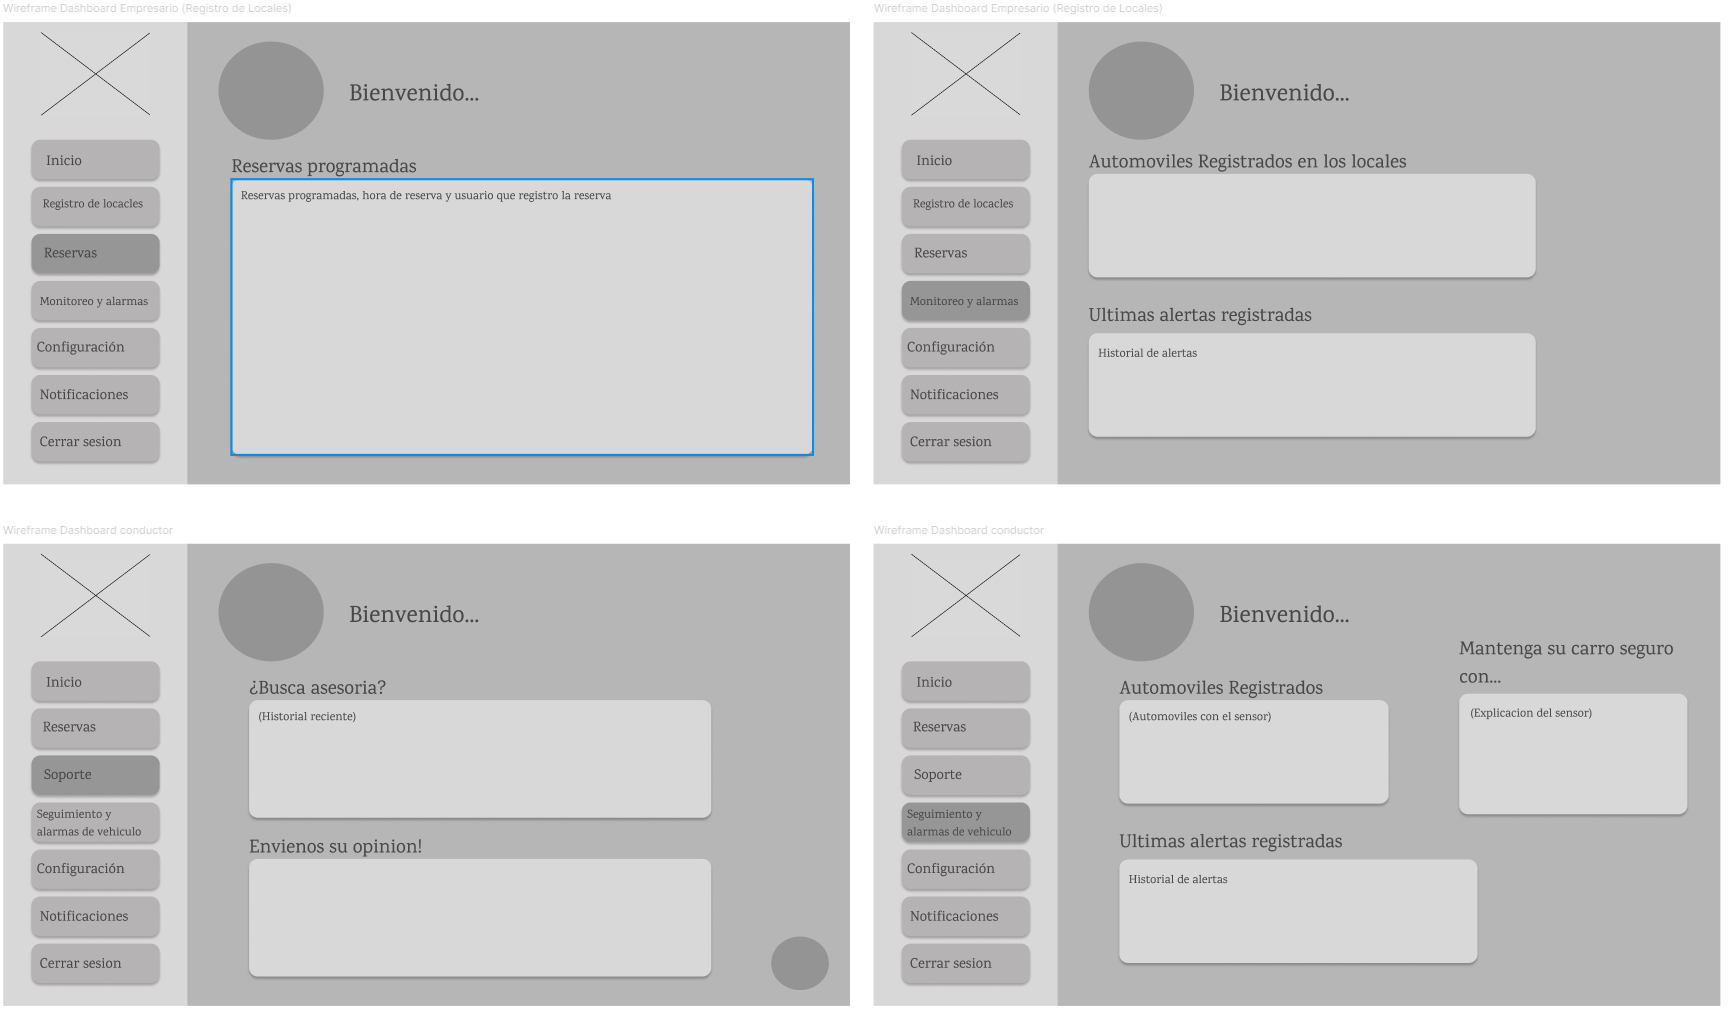 Wireframe Dashboard Empresario (Registro de Locales)
Bienvenido...
Inicio
Registro de locacles
Reservas
Monitoreo y alarmas
Configuración
Notificaciones
Cerrar sesion
Reservas programadas
Reservas programadas, hora de reserva y usuario que registro la reserva
Wireframe Dashboard Empresario (Registro de Locales)
Bienvenido...
Inicio
Registro de locacles
Reservas
Monitoreo y alarmas
Configuración
Notificaciones
Cerrar sesion
Automoviles Registrados en los locales
Ultimas alertas registradas
Historial de alertas
Wireframe Dashboard conductor
Bienvenido...
Inicio
Reservas
Soporte
Seguimiento y
alarmas de vehiculo
Configuración
Notificaciones
Cerrar sesion
¿Busca asesoria?
(Historial reciente)
Envienos su opinion!
Wireframe Dashboard conductor
Bienvenido...
Inicio
Reservas
Soporte
Seguimiento y
alarmas de vehiculo
Configuración
Notificaciones
Cerrar sesion
Automoviles Registrados
(Automoviles con el sensor)
Mantenga su carro seguro
con...
(Explicacion del sensor)
Ultimas alertas registradas
Historial de alertas